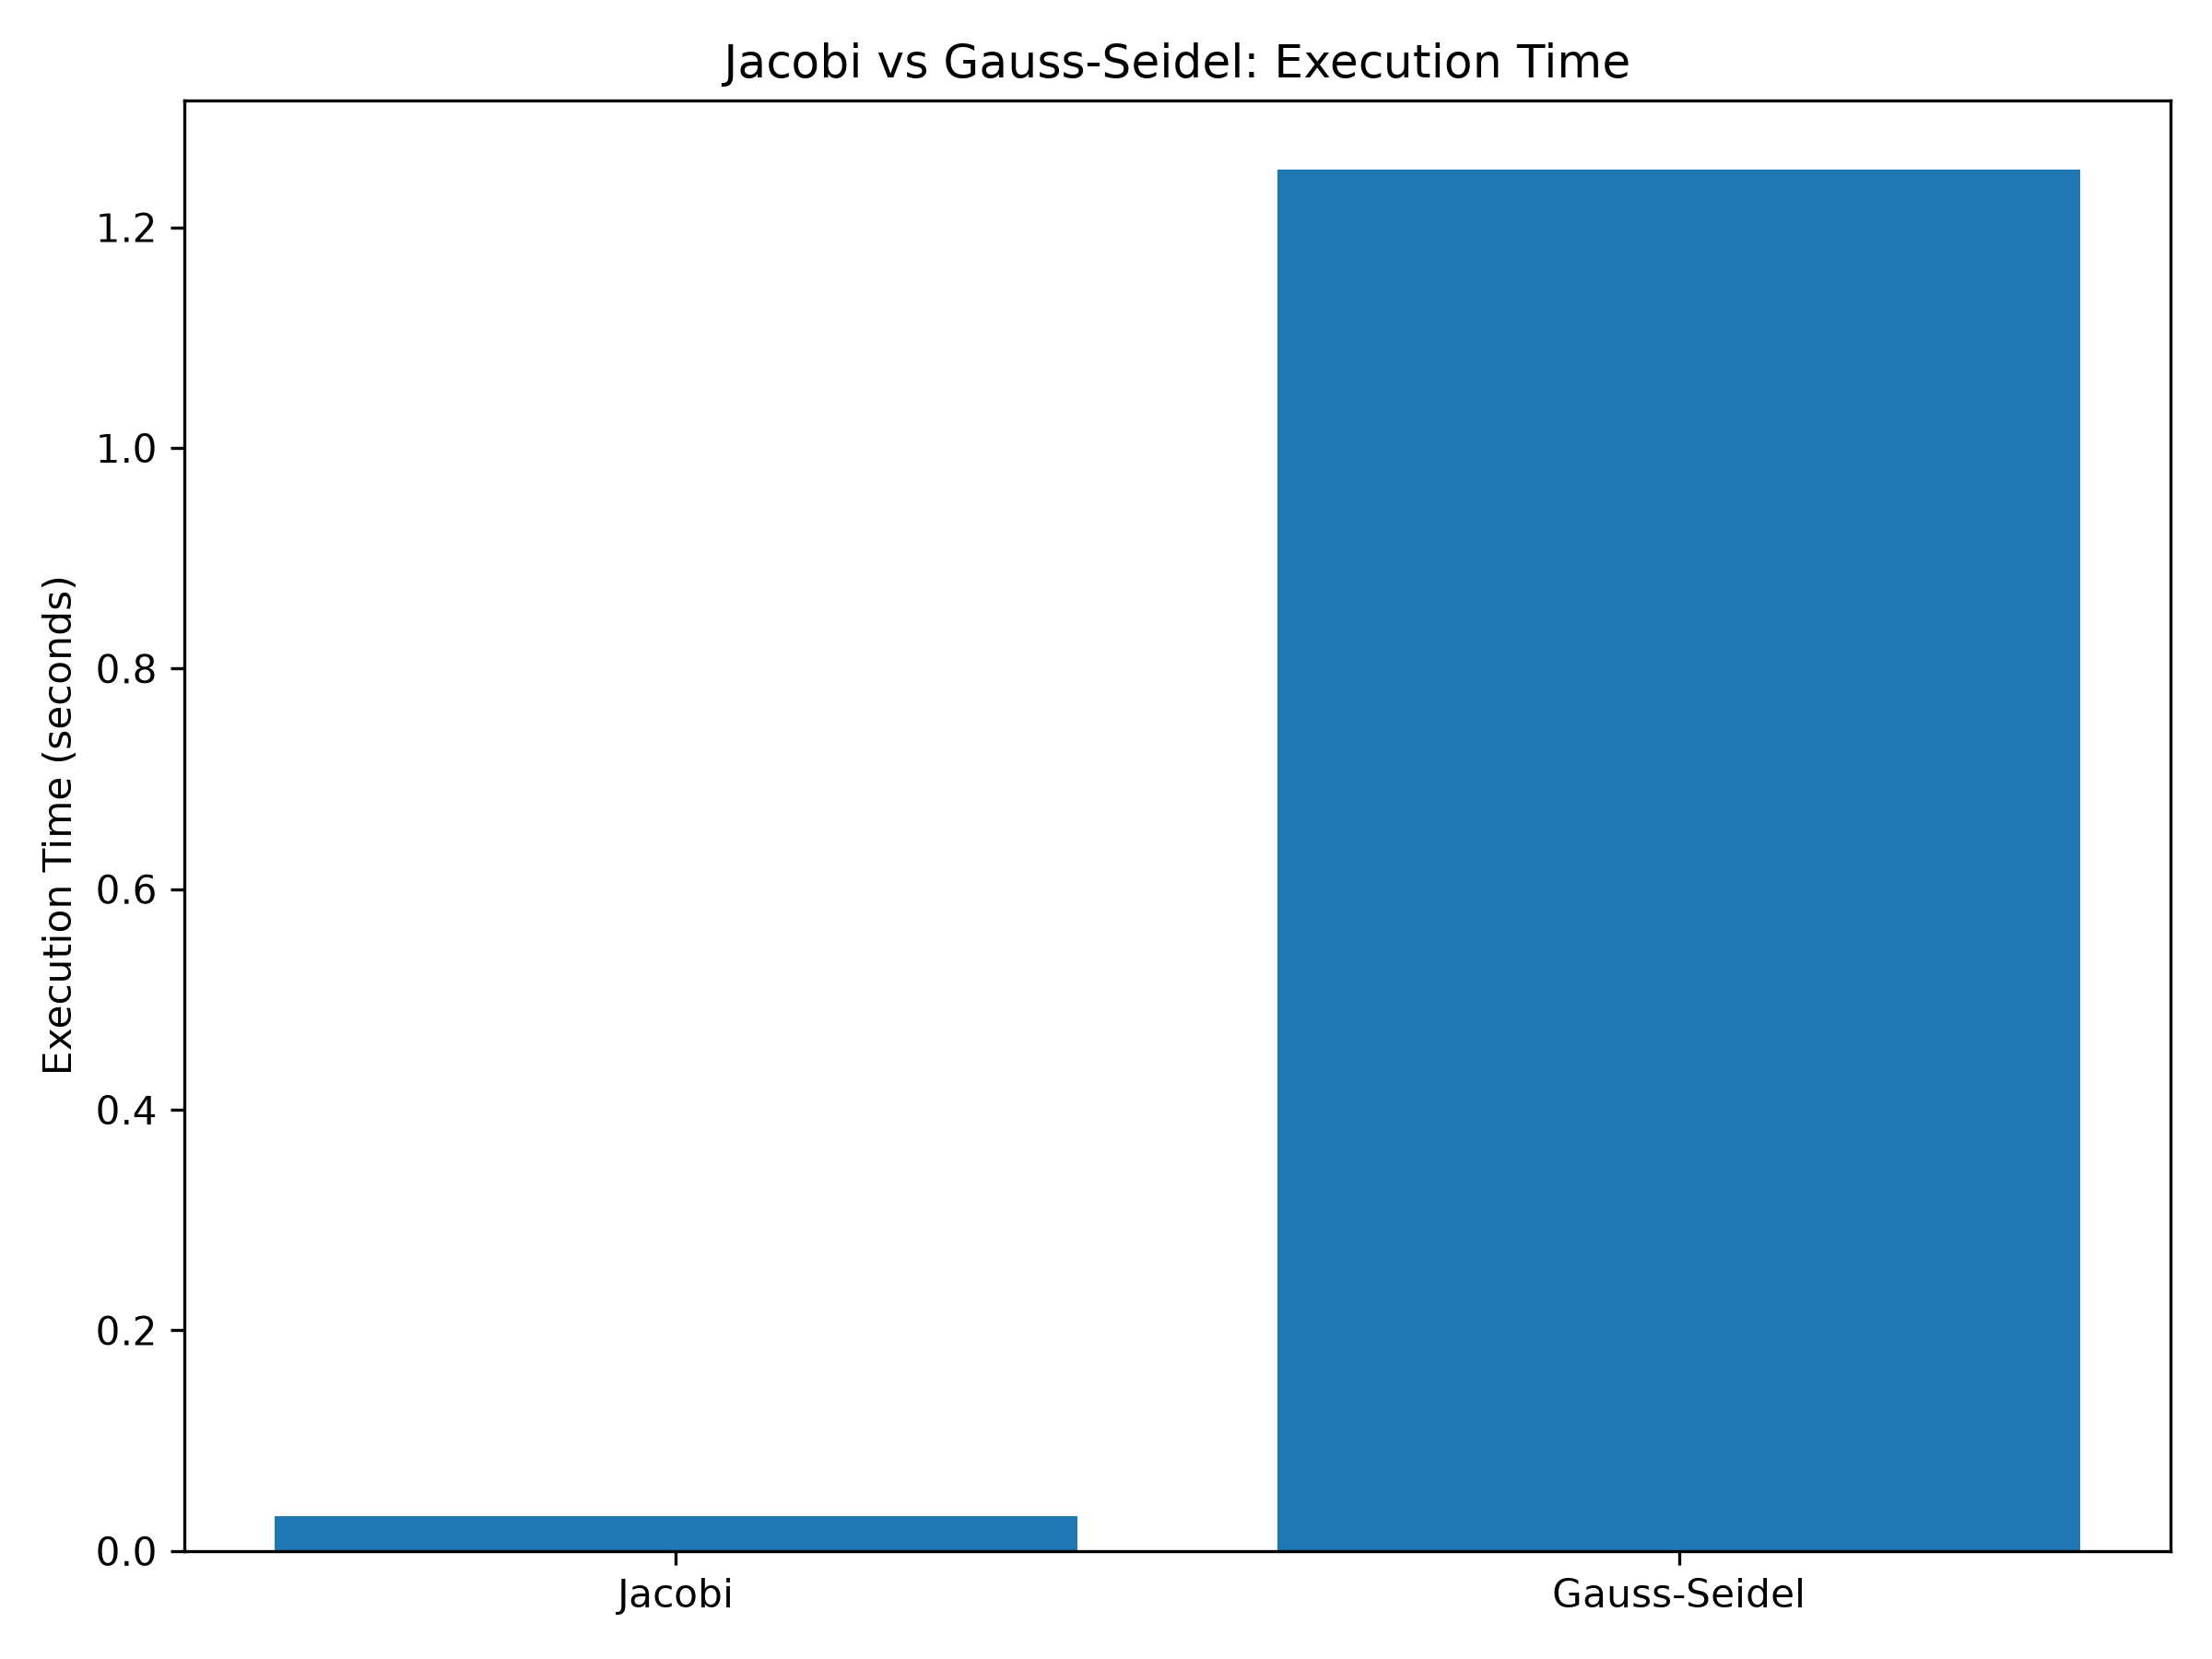 Jacobi vs Gauss-Seidel: Execution Time
Execution Time (seconds)
1.2
1.0
0.8
0.6
0.4
0.2
0.0
Jacobi
Gauss-Seidel